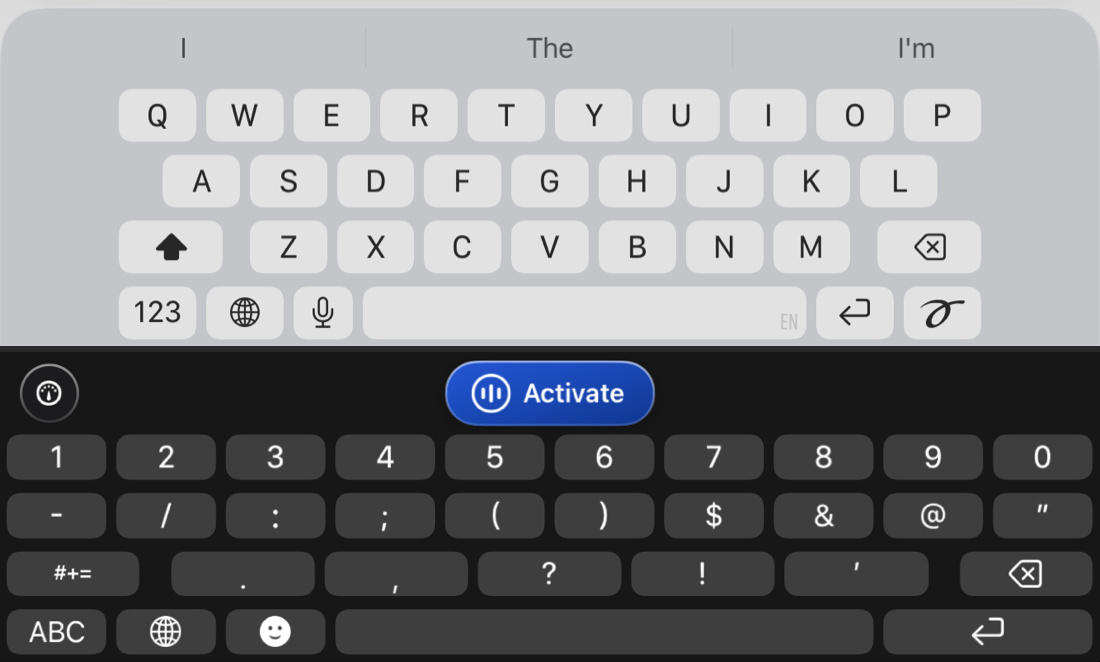 I The I'm
Q W E R T Y U I O P
A S D F G H J K L
Z X C V B N M
123 EN
Activate
1 2 3 4 5 6 7 8 9 0
- / : ; ( ) $ & @ "
#+= . , ? ! '
ABC